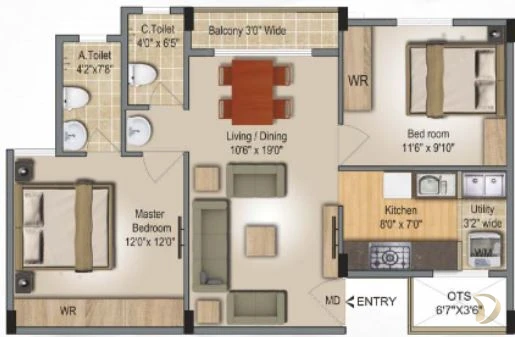 C.Toilet
4'0" x 6'5"
Balcony 3'0" Wide
A.Toilet
4'2"x7'8"
WR
Living / Dining
10'6" x 19'0"
Bed room
11'6" x 9'10"
Master
Bedroom
12'0"x 12'0"
Kitchen
8'0" x 7'0"
Utility
3'2" wide
WM
WR
MD
ENTRY
OTS
6'7"X3'6"